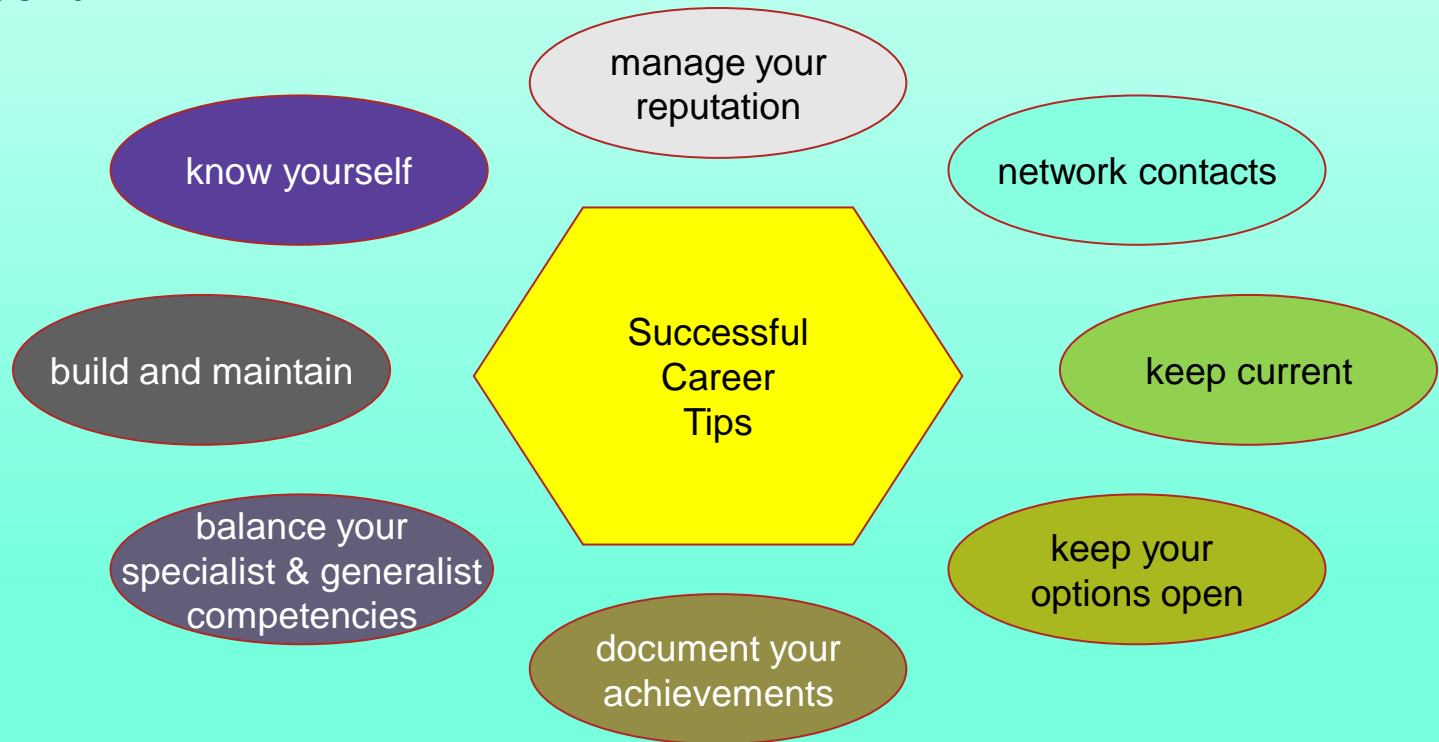 manage your
reputation
know yourself
network contacts
Successful
Career
Tips
build and maintain
keep current
balance your
specialist & generalist
competencies
keep your
options open
document your
achievements